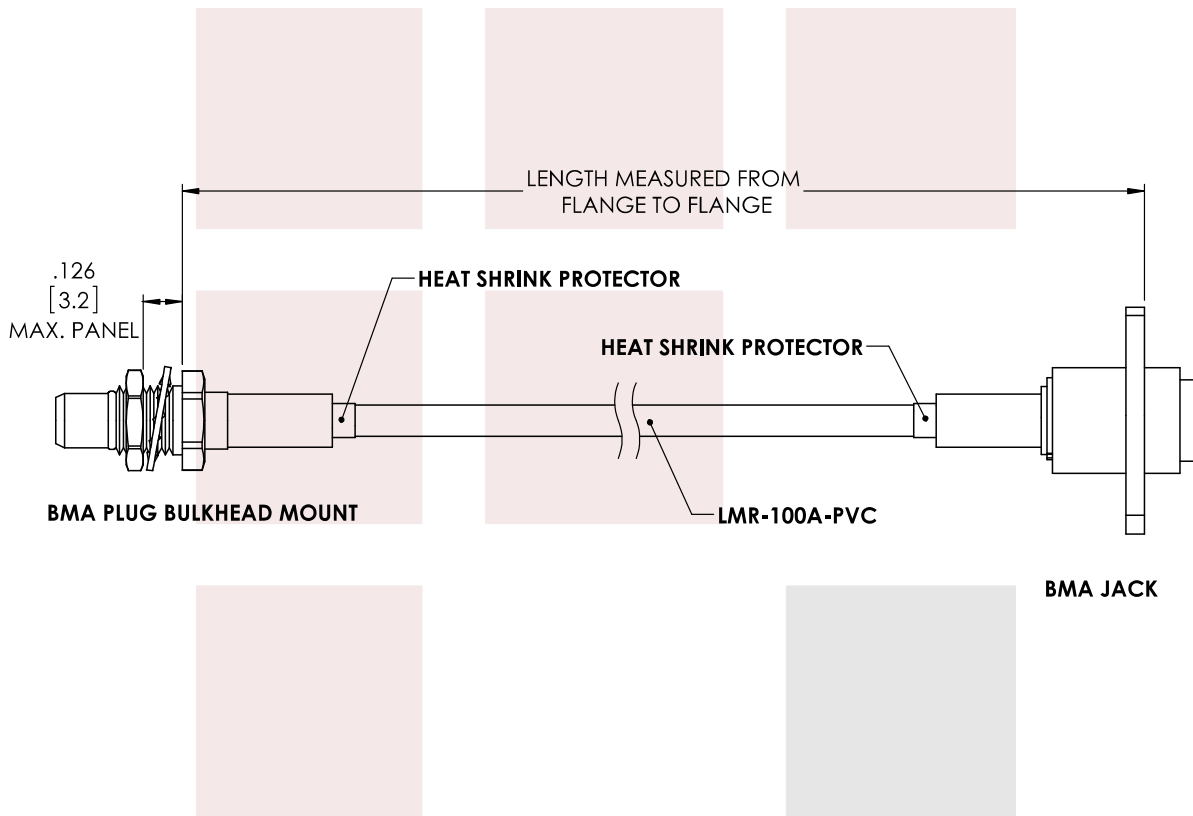 LENGTH MEASURED FROM
FLANGE TO FLANGE
.126
[3.2]
MAX. PANEL
HEAT SHRINK PROTECTOR
HEAT SHRINK PROTECTOR
BMA PLUG BULKHEAD MOUNT
LMR-100A-PVC
BMA JACK